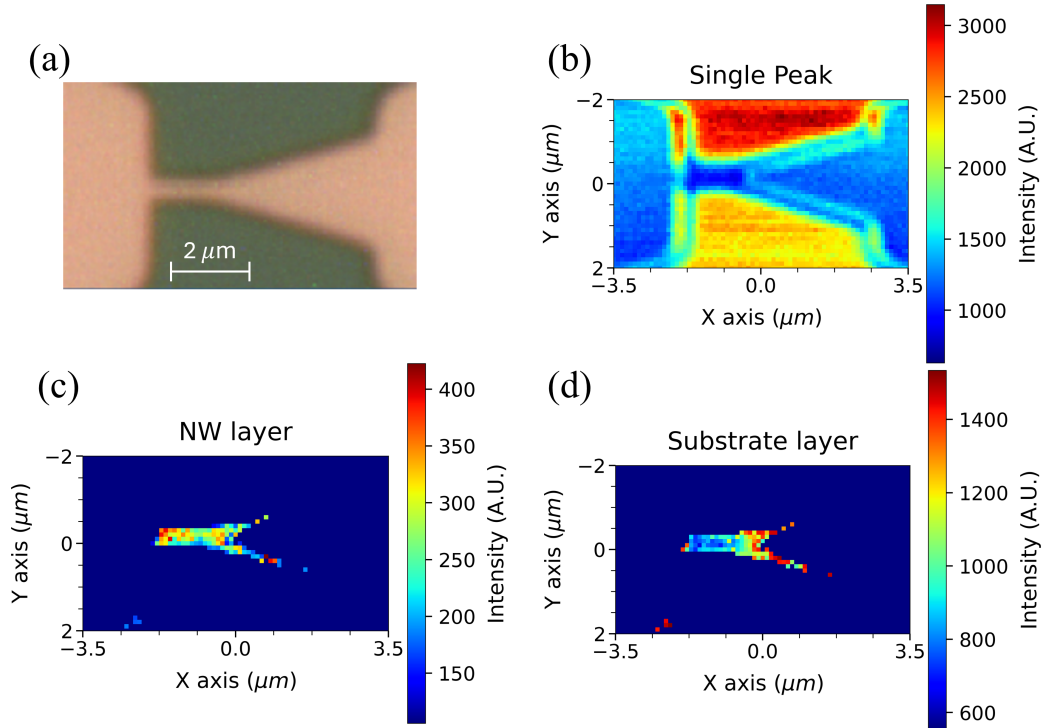 (a)
2 μm
(b)
Single Peak
−2
0
2
−3.5
0.0
3.5
Y axis (μm)
X axis (μm)
3000
2500
2000
1500
1000
Intensity (A.U.)
(c)
NW layer
−2
0
2
−3.5
0.0
3.5
Y axis (μm)
X axis (μm)
400
350
300
250
200
150
Intensity (A.U.)
(d)
Substrate layer
−2
0
2
−3.5
0.0
3.5
Y axis (μm)
X axis (μm)
1400
1200
1000
800
600
Intensity (A.U.)